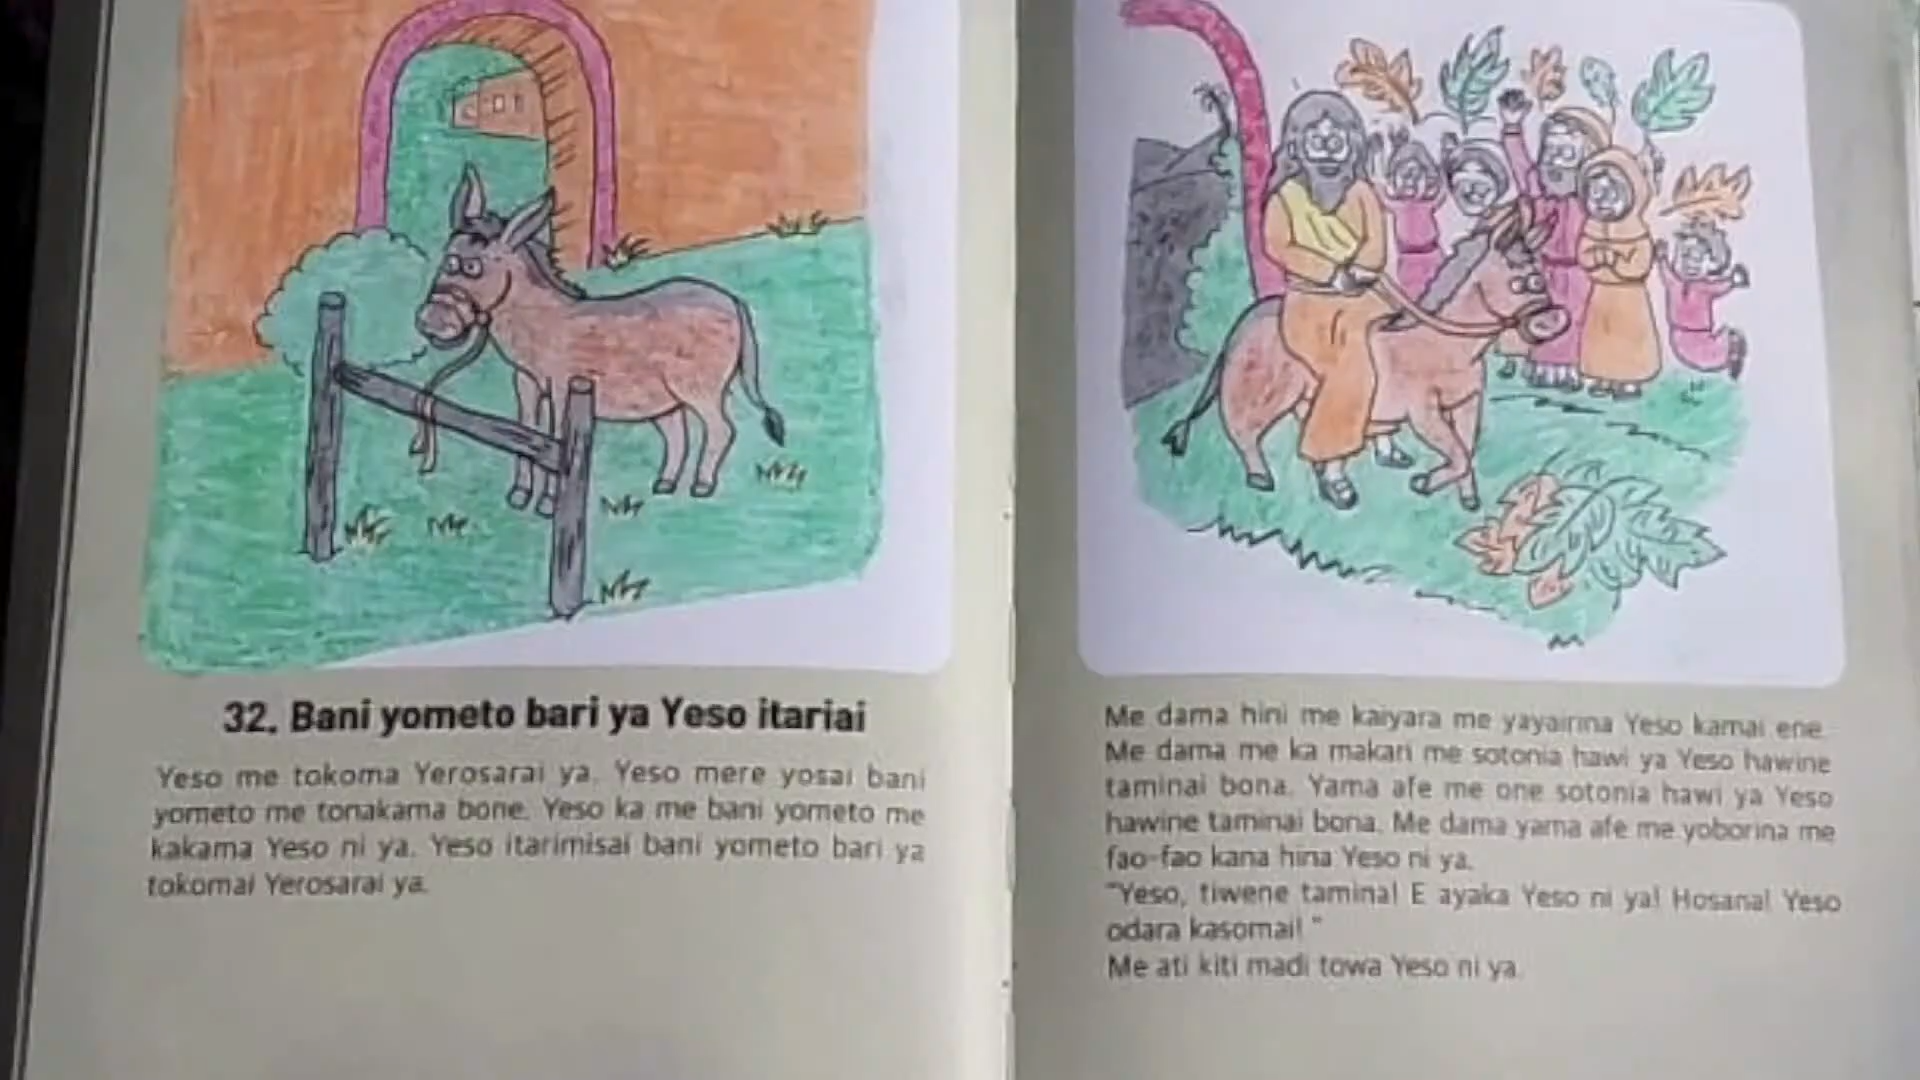 32. Bani yometo bari ya Yeso itariai
Yeso me tokoma Yerosarai ya. Yeso mere yosai bani
yometo me tonakama bone. Yeso ka me bani yometo me
kakama Yeso ni ya. Yeso itarimisai bani yometo bari ya
tokomai Yerosarai ya.
Me dama hini me kaiyara me yayairina Yeso kamai ene.
Me dama me ka makari me sotonia hawi ya Yeso hawine
taminai bona. Yama afe me one sotonia hawi ya Yeso
hawine taminai bona. Me dama yama afe me yoborina me
fao-fao kana hina Yeso ni ya.
"Yeso, tiwene tamina! E ayaka Yeso ni ya! Hosana! Yeso
odara kasomai! "
Me ati kiti madi towa Yeso ni ya.